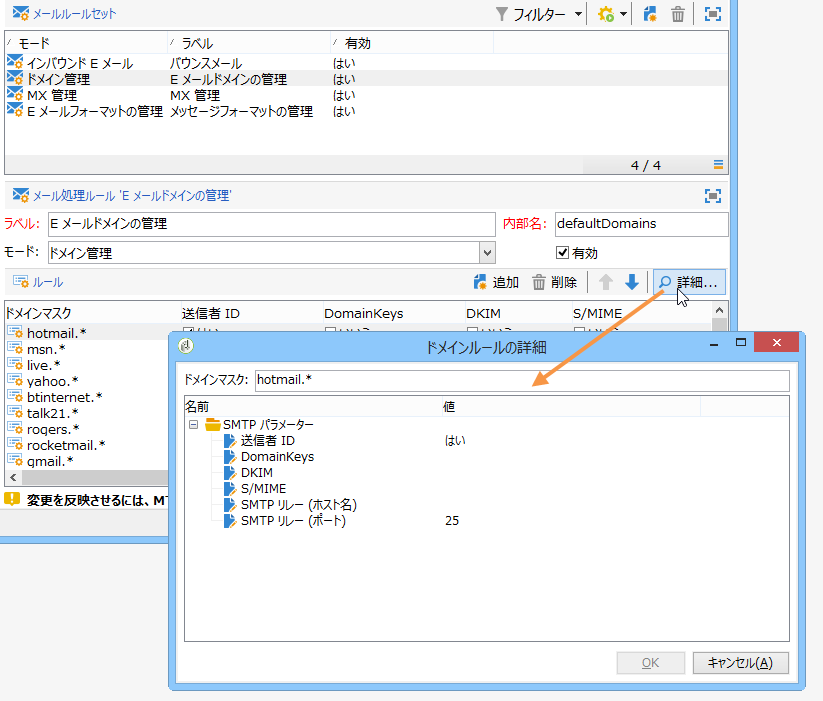 メールルールセット
フィルター
モード ラベル 有効
インバウンド E メール バウンスメール はい
ドメイン管理 E メールドメインの管理 はい
MX 管理 MX 管理 はい
E メールフォーマットの管理 メッセージフォーマットの管理 はい
4 / 4
メール処理ルール 'E メールドメインの管理'
ラベル: E メールドメインの管理 内部名: defaultDomains
モード: ドメイン管理 有効
ルール 追加 削除 詳細...
ドメインマスク 送信者 ID DomainKeys DKIM S/MIME
hotmail.*
msn.*
live.*
yahoo.*
btinternet.*
talk21.*
rogers.*
rocketmail.*
gmail.*
変更を反映させるには、
ドメインルールの詳細
ドメインマスク: hotmail.*
名前 値
SMTP パラメーター
送信者 ID はい
DomainKeys
DKIM
S/MIME
SMTP リレー (ホスト名)
SMTP リレー (ポート) 25
OK キャンセル(A)